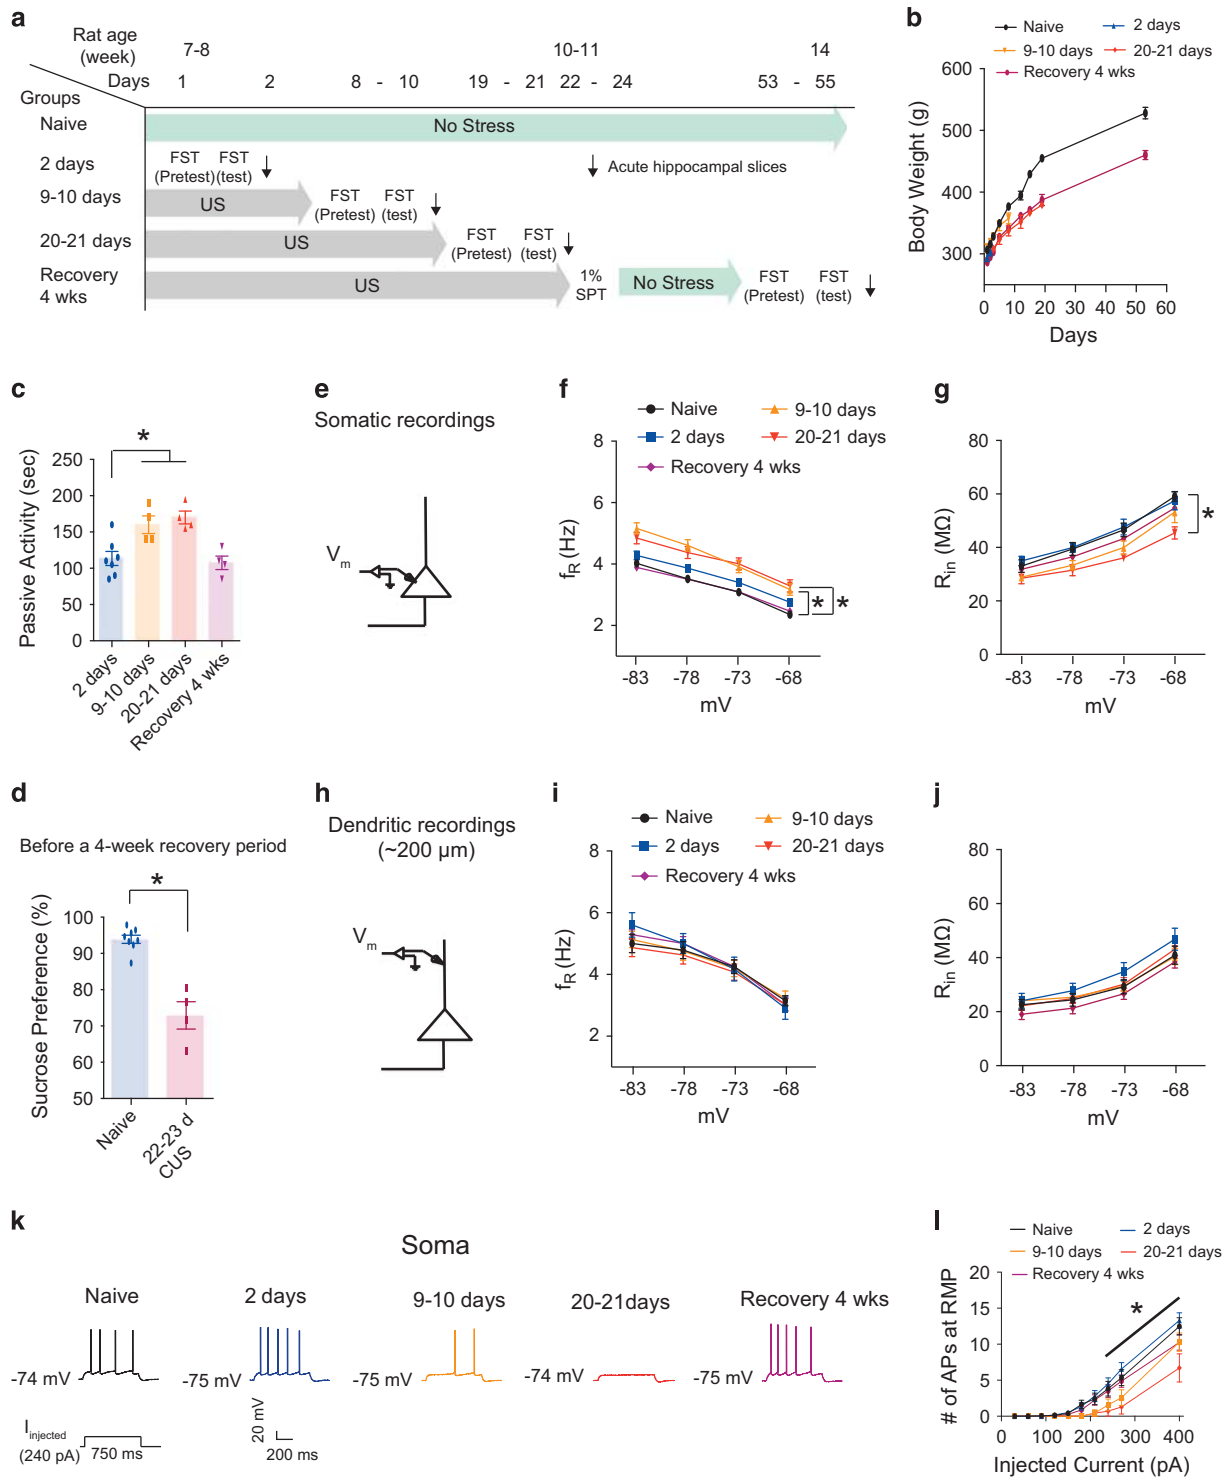 a
Rat age
(week)
7-8
10-11
14
Days
1
2
8 - 10
19 - 21
22 - 24
53 - 55
Groups
Naive
No Stress
2 days
FST
(Pretest)
FST
(test)
Acute hippocampal slices
9-10 days
US
FST
(Pretest)
FST
(test)
20-21 days
US
FST
(Pretest)
FST
(test)
Recovery
4 wks
US
1%
SPT
No Stress
FST
(Pretest)
FST
(test)
b
Naive
2 days
9-10 days
20-21 days
Recovery 4 wks
600
500
400
300
Body Weight (g)
0 10 20 30 40 50 60
Days
c
*
250
200
150
100
50
0
Passive Activity (sec)
2 days
9-10 days
20-21 days
Recovery 4 wks
e
Somatic recordings
Vm
f
Naive
9-10 days
2 days
20-21 days
Recovery 4 wks
8
6
4
2
fR (Hz)
* *
-83 -78 -73 -68
mV
g
80
60
40
20
0
Rin (MΩ)
*
-83 -78 -73 -68
mV
d
Before a 4-week recovery period
*
100
90
80
70
60
50
Sucrose Preference (%)
Naive
22-23 d
CUS
h
Dendritic recordings
(~200 µm)
Vm
i
Naive
9-10 days
2 days
20-21 days
Recovery 4 wks
8
6
4
2
fR (Hz)
-83 -78 -73 -68
mV
j
80
60
40
20
0
Rin (MΩ)
-83 -78 -73 -68
mV
k
Soma
Naive
2 days
9-10 days
20-21days
Recovery 4 wks
-74 mV
-75 mV
-75 mV
-74 mV
-75 mV
Iinjected
(240 pA)
750 ms
20 mV
200 ms
l
Naive
2 days
9-10 days
20-21 days
Recovery 4 wks
20
15
10
5
0
# of APs at RMP
*
0 100 200 300 400
Injected Current (pA)